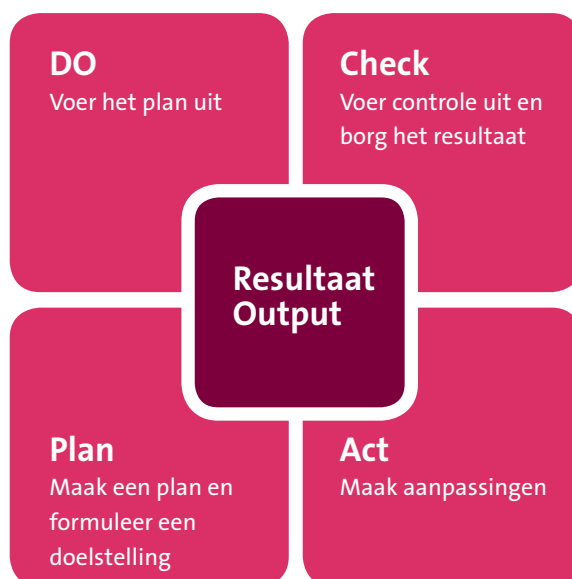 DO
Voer het plan uit
Check
Voer controle uit en
borg het resultaat
Resultaat
Output
Plan
Maak een plan en
formuleer een
doelstelling
Act
Maak aanpassingen